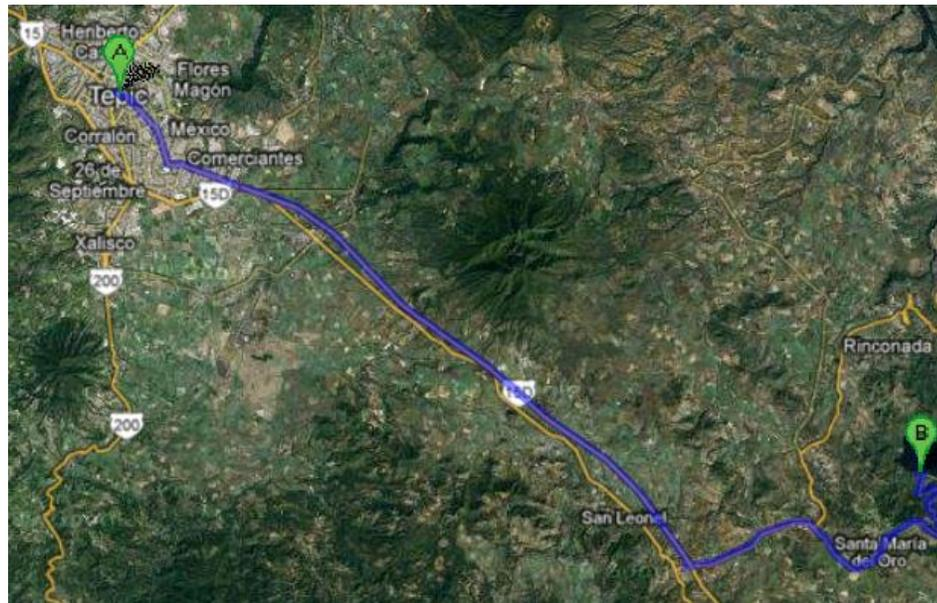 15
Heriberto
Ca
A
Flores
Magón
Tepic
Corralón
México
Comerciantes
26 de
Septiembre
15D
Xalisco
200
Rinconada
15D
200
B
San Leonel
Santa María
del Oro